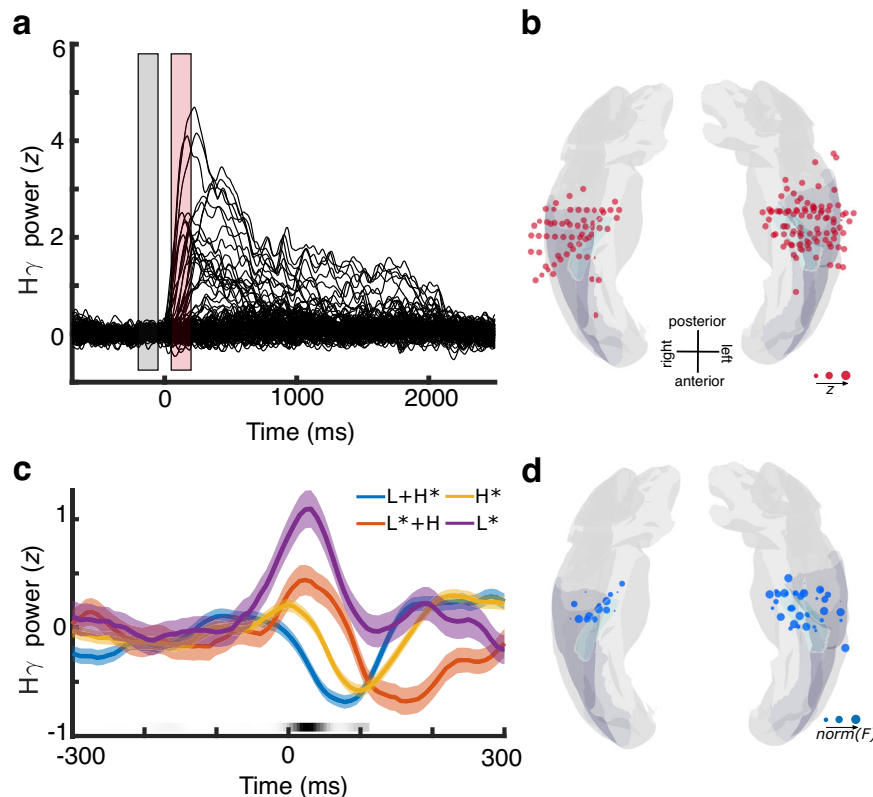 a
6
4
2
0
Hγ power (z)
0
1000
2000
Time (ms)
b
posterior
right
left
anterior
z
c
1
0
-1
Hγ power (z)
L+H* H*
L*+H L*
-300
0
300
Time (ms)
d
norm(F)